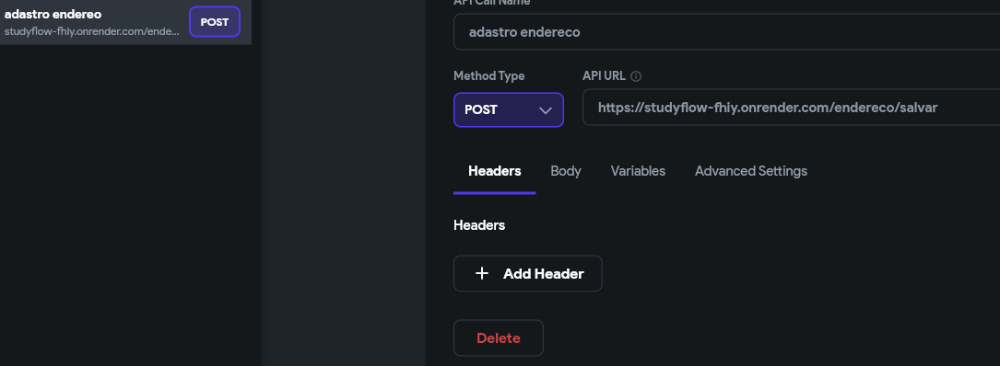 adastro endereo
POST
studyflow-fhiy.onrender.com/ende...
API Call Name
adastro endereco
Method Type
API URL
POST
https://studyflow-fhiy.onrender.com/endereco/salvar
Headers Body Variables Advanced Settings
Headers
+ Add Header
Delete